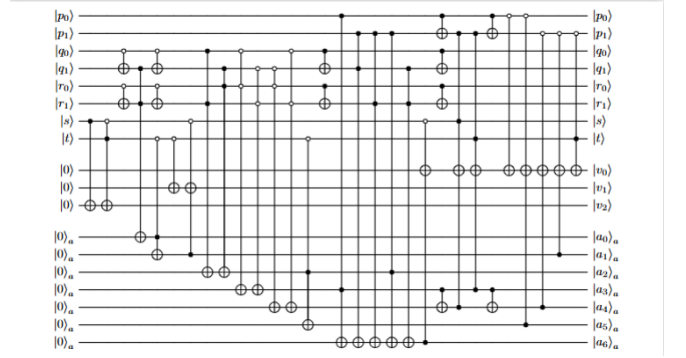 |p₀⟩ |p₀⟩
|p₁⟩ |p₁⟩
|q₀⟩ |q₀⟩
|q₁⟩ |q₁⟩
|r₀⟩ |r₀⟩
|r₁⟩ |r₁⟩
|s⟩ |s⟩
|t⟩ |t⟩
|0⟩ |v₀⟩
|0⟩ |v₁⟩
|0⟩ |v₂⟩
|0⟩ₐ |a₀⟩ₐ
|0⟩ₐ |a₁⟩ₐ
|0⟩ₐ |a₂⟩ₐ
|0⟩ₐ |a₃⟩ₐ
|0⟩ₐ |a₄⟩ₐ
|0⟩ₐ |a₅⟩ₐ
|0⟩ₐ |a₆⟩ₐ